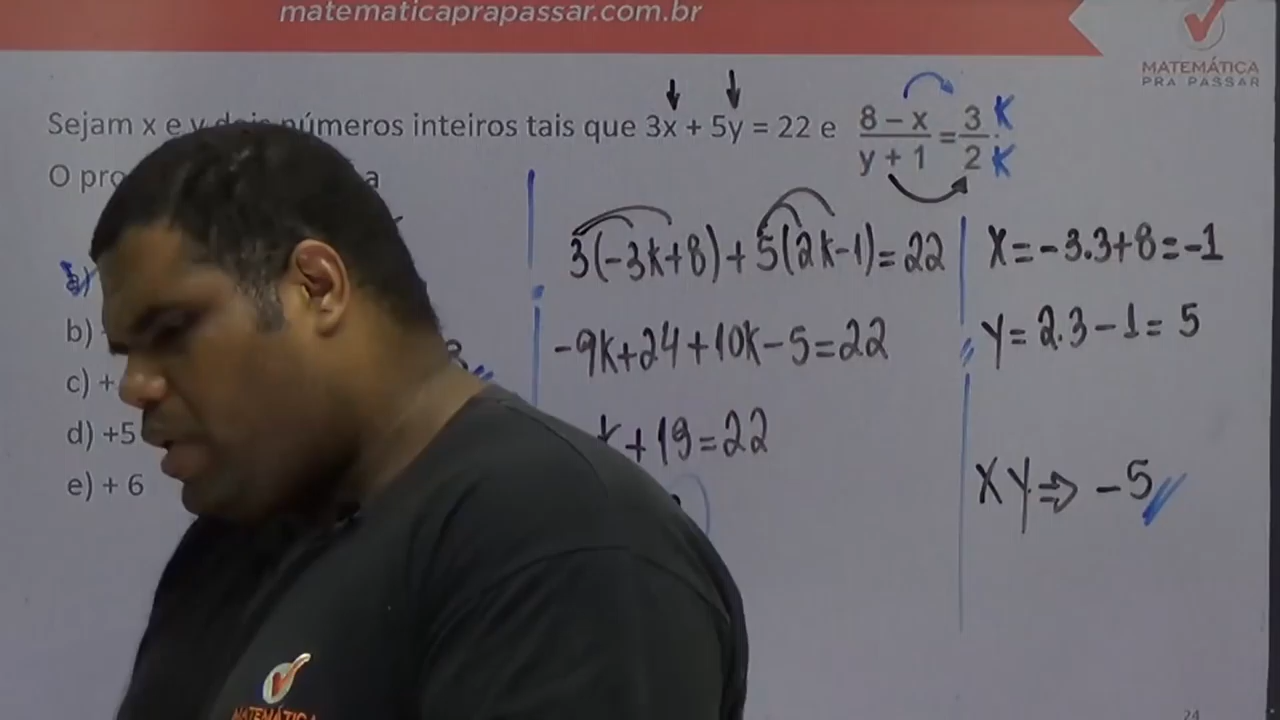 matematicaprapassar.com.br
MATEMÁTICA
PRA PASSAR
Sejam x e y números inteiros tais que 3x + 5y = 22 e (8 – x)/(y + 1) = 3/2 . K/K
O pro
a)
b)
c) +
d) +5
e) + 6
3(-3K+8)+5(2K-1)=22
-9K+24+10K-5=22
K+19=22
X=-3.3+8=-1
Y=2.3-1=5
XY⇒-5
MATEMÁTICA
24